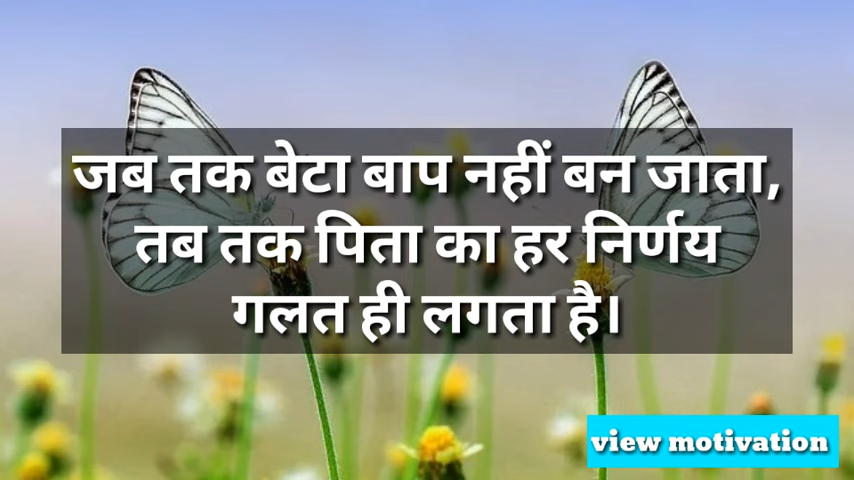 जब तक बेटा बाप नहीं बन जाता,
तब तक पिता का हर निर्णय
गलत ही लगता है।
view motivation